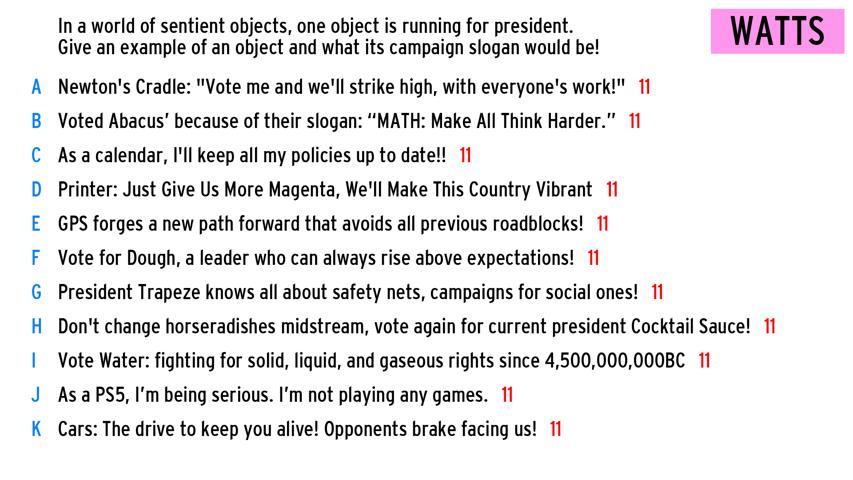 In a world of sentient objects, one object is running for president.
Give an example of an object and what its campaign slogan would be!
WATTS
A Newton's Cradle: "Vote me and we'll strike high, with everyone's work!" 11
B Voted Abacus’ because of their slogan: “MATH: Make All Think Harder.” 11
C As a calendar, I'll keep all my policies up to date!! 11
D Printer: Just Give Us More Magenta, We'll Make This Country Vibrant 11
E GPS forges a new path forward that avoids all previous roadblocks! 11
F Vote for Dough, a leader who can always rise above expectations! 11
G President Trapeze knows all about safety nets, campaigns for social ones! 11
H Don't change horseradishes midstream, vote again for current president Cocktail Sauce! 11
I Vote Water: fighting for solid, liquid, and gaseous rights since 4,500,000,000BC 11
J As a PS5, I’m being serious. I’m not playing any games. 11
K Cars: The drive to keep you alive! Opponents brake facing us! 11